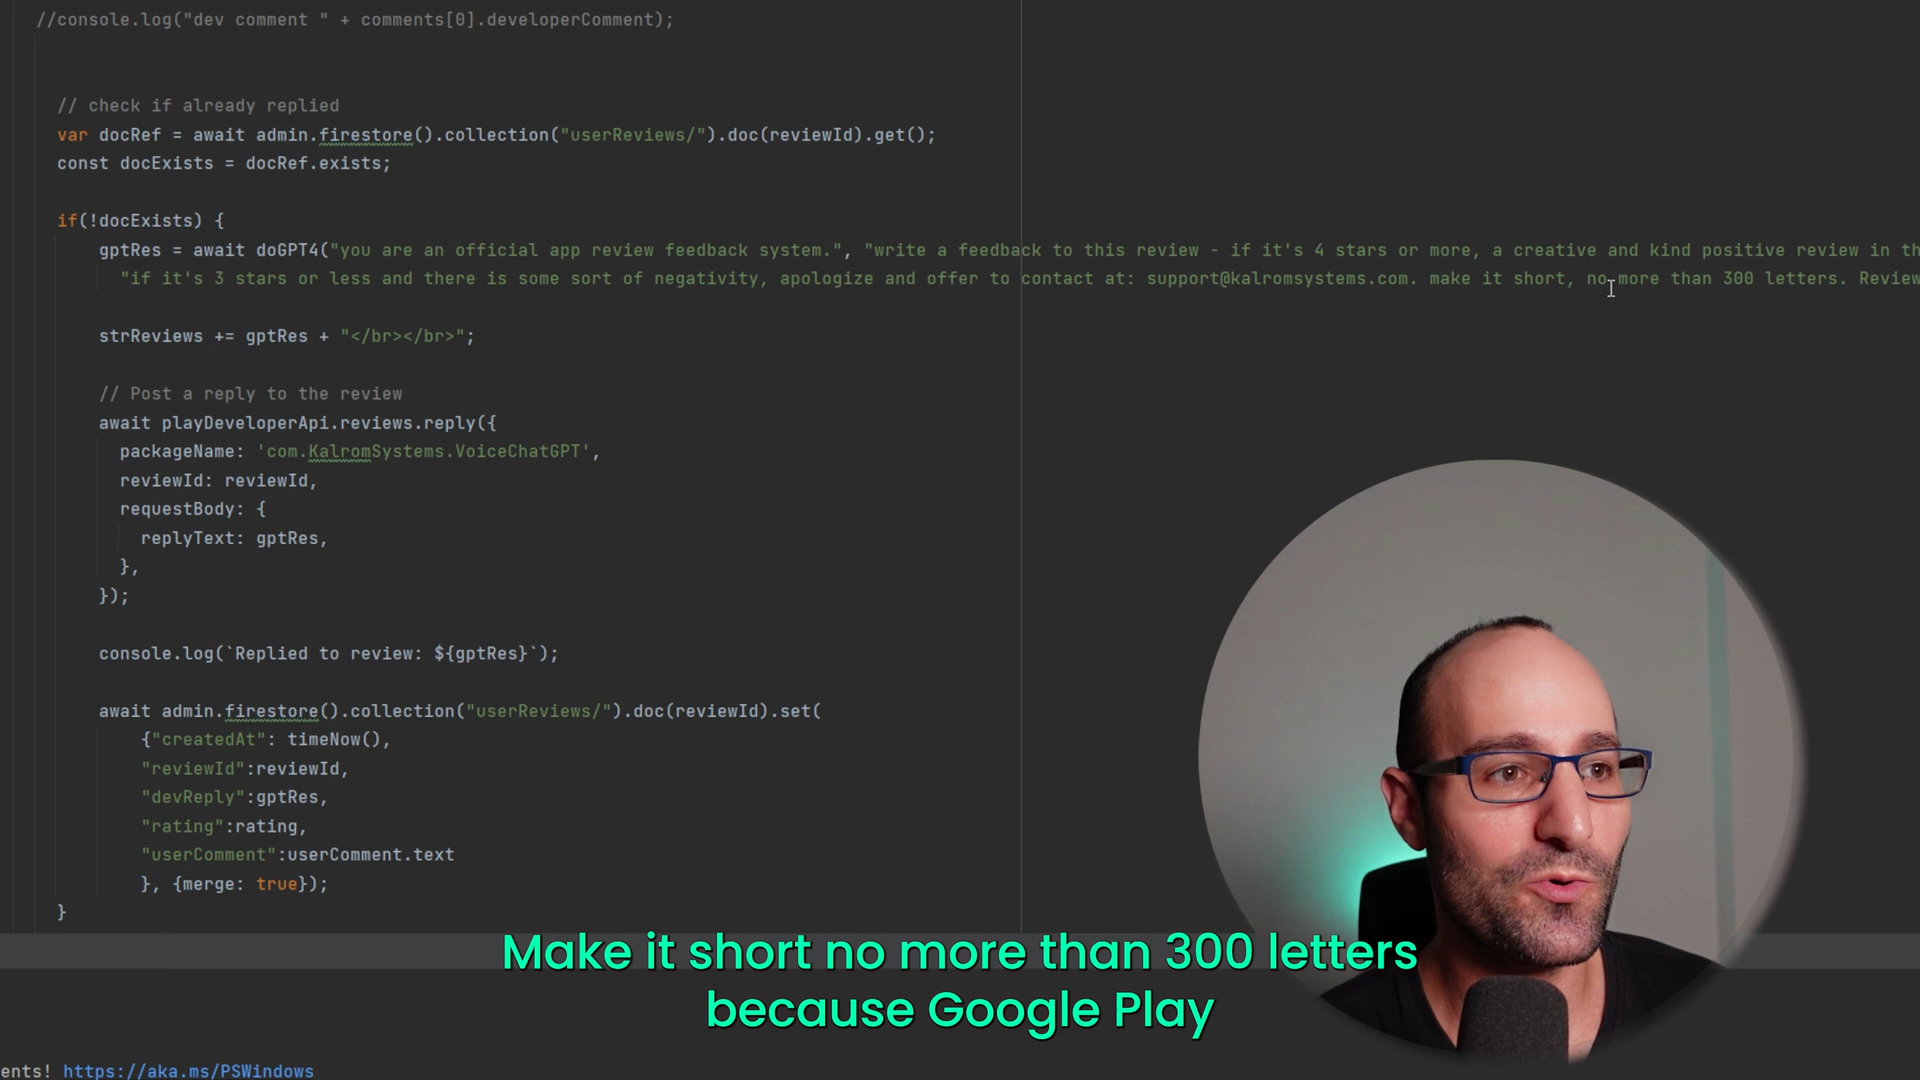 //console.log("dev comment " + comments[0].developerComment);
// check if already replied
var docRef = await admin.firestore().collection("userReviews/").doc(reviewId).get();
const docExists = docRef.exists;
if(!docExists) {
gptRes = await doGPT4("you are an official app review feedback system.", "write a feedback to this review - if it's 4 stars or more, a creative and kind positive review in th
"if it's 3 stars or less and there is some sort of negativity, apologize and offer to contact at: support@kalromsystems.com. make it short, no more than 300 letters. Review
strReviews += gptRes + "</br></br>";
// Post a reply to the review
await playDeveloperApi.reviews.reply({
packageName: 'com.KalromSystems.VoiceChatGPT',
reviewId: reviewId,
requestBody: {
replyText: gptRes,
},
});
console.log(`Replied to review: ${gptRes}`);
await admin.firestore().collection("userReviews/").doc(reviewId).set(
{"createdAt": timeNow(),
"reviewId":reviewId,
"devReply":gptRes,
"rating":rating,
"userComment":userComment.text
}, {merge: true});
}
Make it short no more than 300 letters
because Google Play
ents! https://aka.ms/PSWindows